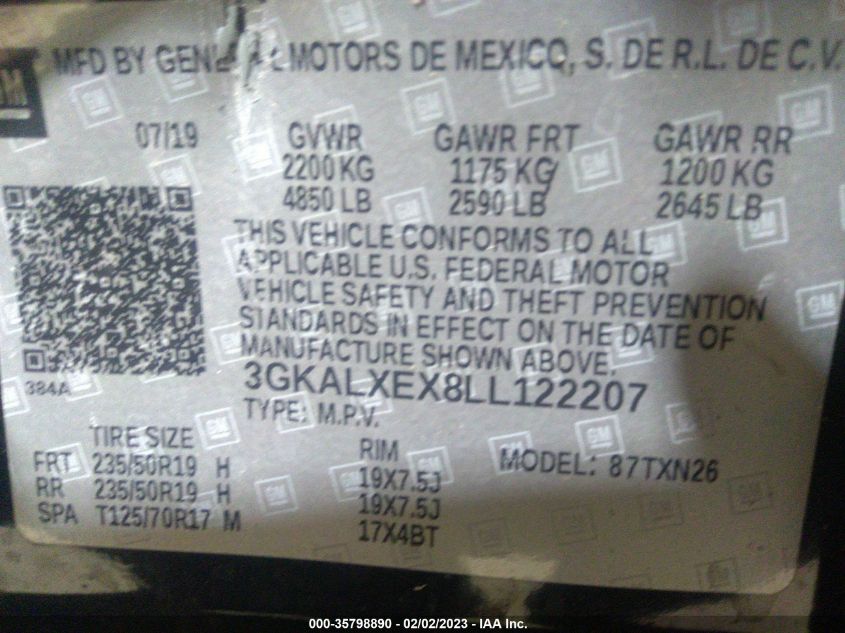 MFD BY GENERAL MOTORS DE MEXICO, S. DE R.L. DE C.V.
GM
07/19 GVWR GAWR FRT GAWR RR
2200 KG 1175 KG 1200 KG
4850 LB 2590 LB 2645 LB
THIS VEHICLE CONFORMS TO ALL
APPLICABLE U.S. FEDERAL MOTOR
VEHICLE SAFETY AND THEFT PREVENTION
STANDARDS IN EFFECT ON THE DATE OF
MANUFACTURE SHOWN ABOVE.
384A
3GKALXEX8LL122207
TYPE: M.P.V.
TIRE SIZE RIM MODEL: 87TXN26
FRT 235/50R19 H 19X7.5J
RR 235/50R19 H 19X7.5J
SPA T125/70R17 M 17X4BT
000-35798890 - 02/02/2023 - IAA Inc.